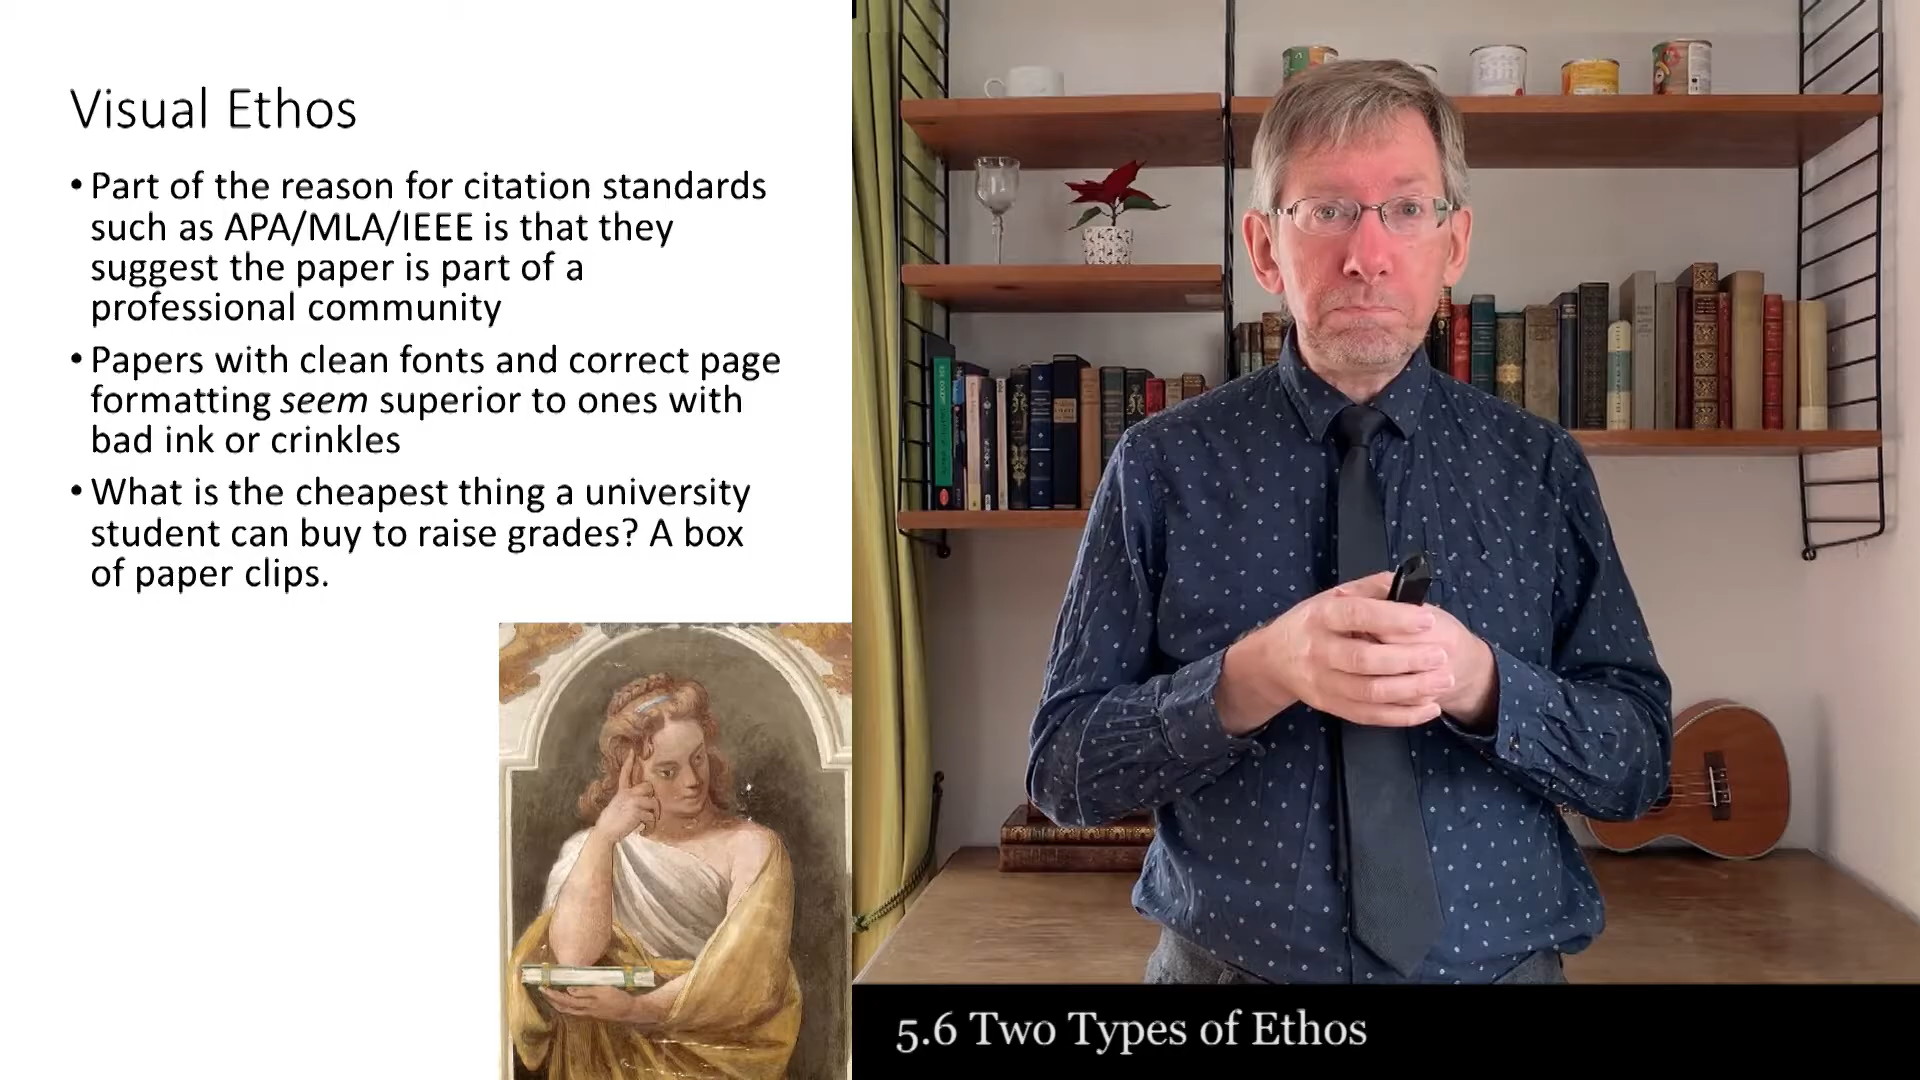 Visual Ethos
• Part of the reason for citation standards
such as APA/MLA/IEEE is that they
suggest the paper is part of a
professional community
• Papers with clean fonts and correct page
formatting seem superior to ones with
bad ink or crinkles
• What is the cheapest thing a university
student can buy to raise grades? A box
of paper clips.
5.6 Two Types of Ethos